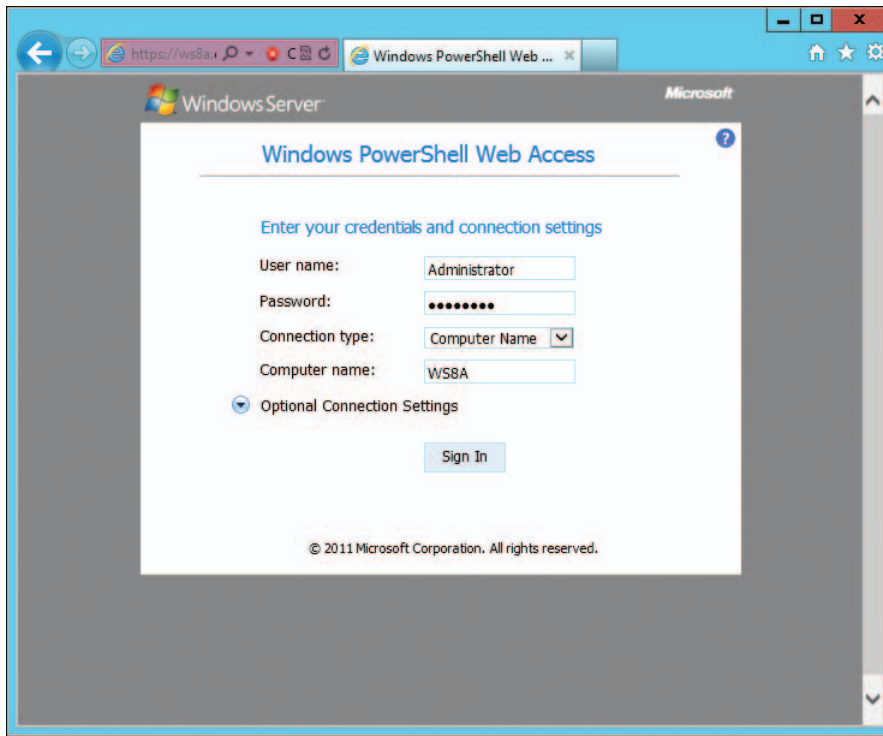 https://ws8a.
Windows PowerShell Web ...
Windows Server
Microsoft
Windows PowerShell Web Access
Enter your credentials and connection settings
User name:
Administrator
Password:
Connection type:
Computer Name
Computer name:
WS8A
Optional Connection Settings
Sign In
© 2011 Microsoft Corporation. All rights reserved.